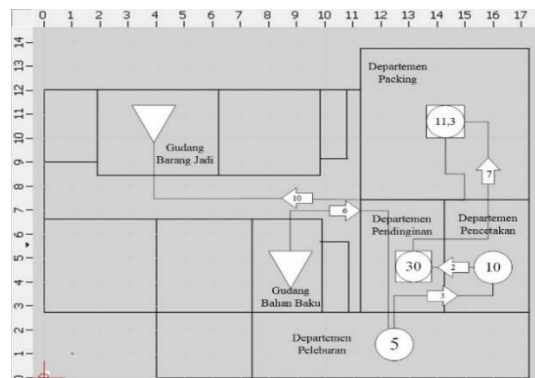 0 1 2 3 4 5 6 7 8 9 10 11 12 13 14 15 16 17
14
13
12
11
10
9
8
7
6
5
4
3
2
1
0
Departemen
Packing
11,3
Gudang
Barang Jadi
7
10
6
Departemen
Pendinginan
Departemen
Pencetakan
30
2
10
Gudang
Bahan Baku
3
Departemen
Peleburan
5